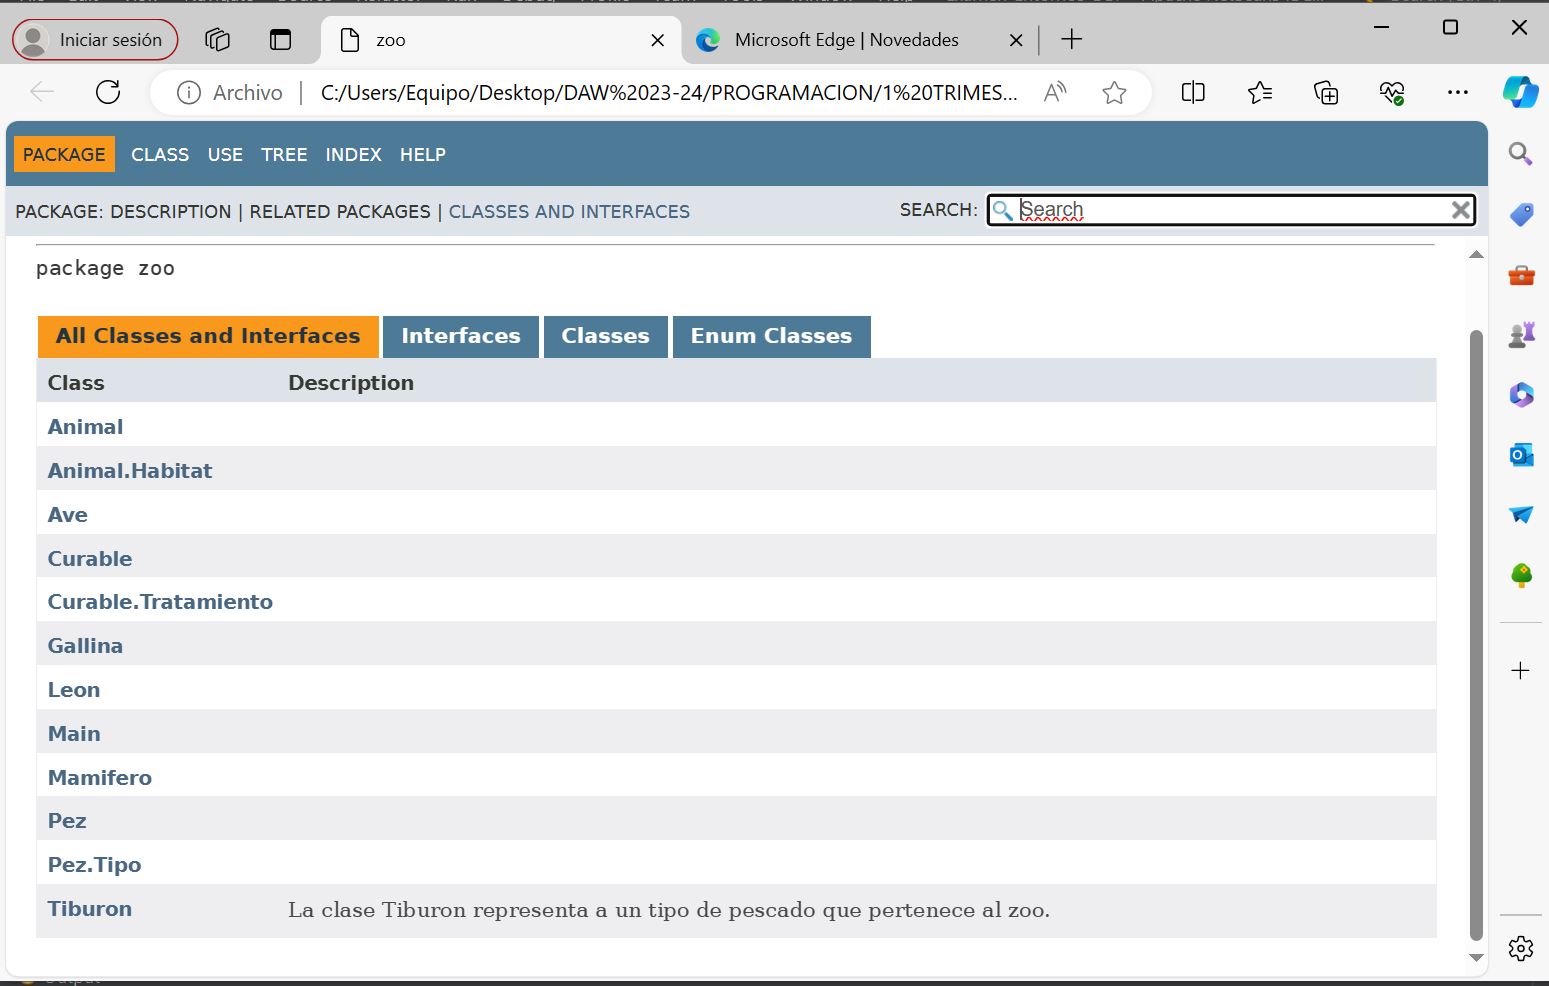 Iniciar sesión
zoo
Microsoft Edge | Novedades
Archivo
C:/Users/Equipo/Desktop/DAW%2023-24/PROGRAMACION/1%20TRIMES...
PACKAGE CLASS USE TREE INDEX HELP
PACKAGE: DESCRIPTION | RELATED PACKAGES | CLASSES AND INTERFACES
SEARCH: Search
package zoo
All Classes and Interfaces Interfaces Classes Enum Classes
Class Description
Animal
Animal.Habitat
Ave
Curable
Curable.Tratamiento
Gallina
Leon
Main
Mamifero
Pez
Pez.Tipo
Tiburon La clase Tiburon representa a un tipo de pescado que pertenece al zoo.